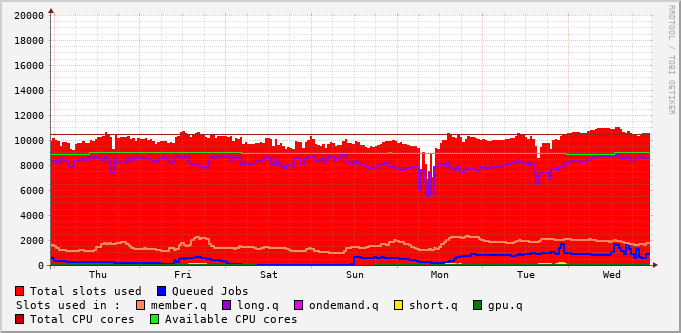 20000
18000
16000
14000
12000
10000
8000
6000
4000
2000
0
Thu Fri Sat Sun Mon Tue Wed
RRDTOOL / TOBI OETIKER
Total slots used Queued Jobs
Slots used in : member.q long.q ondemand.q short.q gpu.q
Total CPU cores Available CPU cores